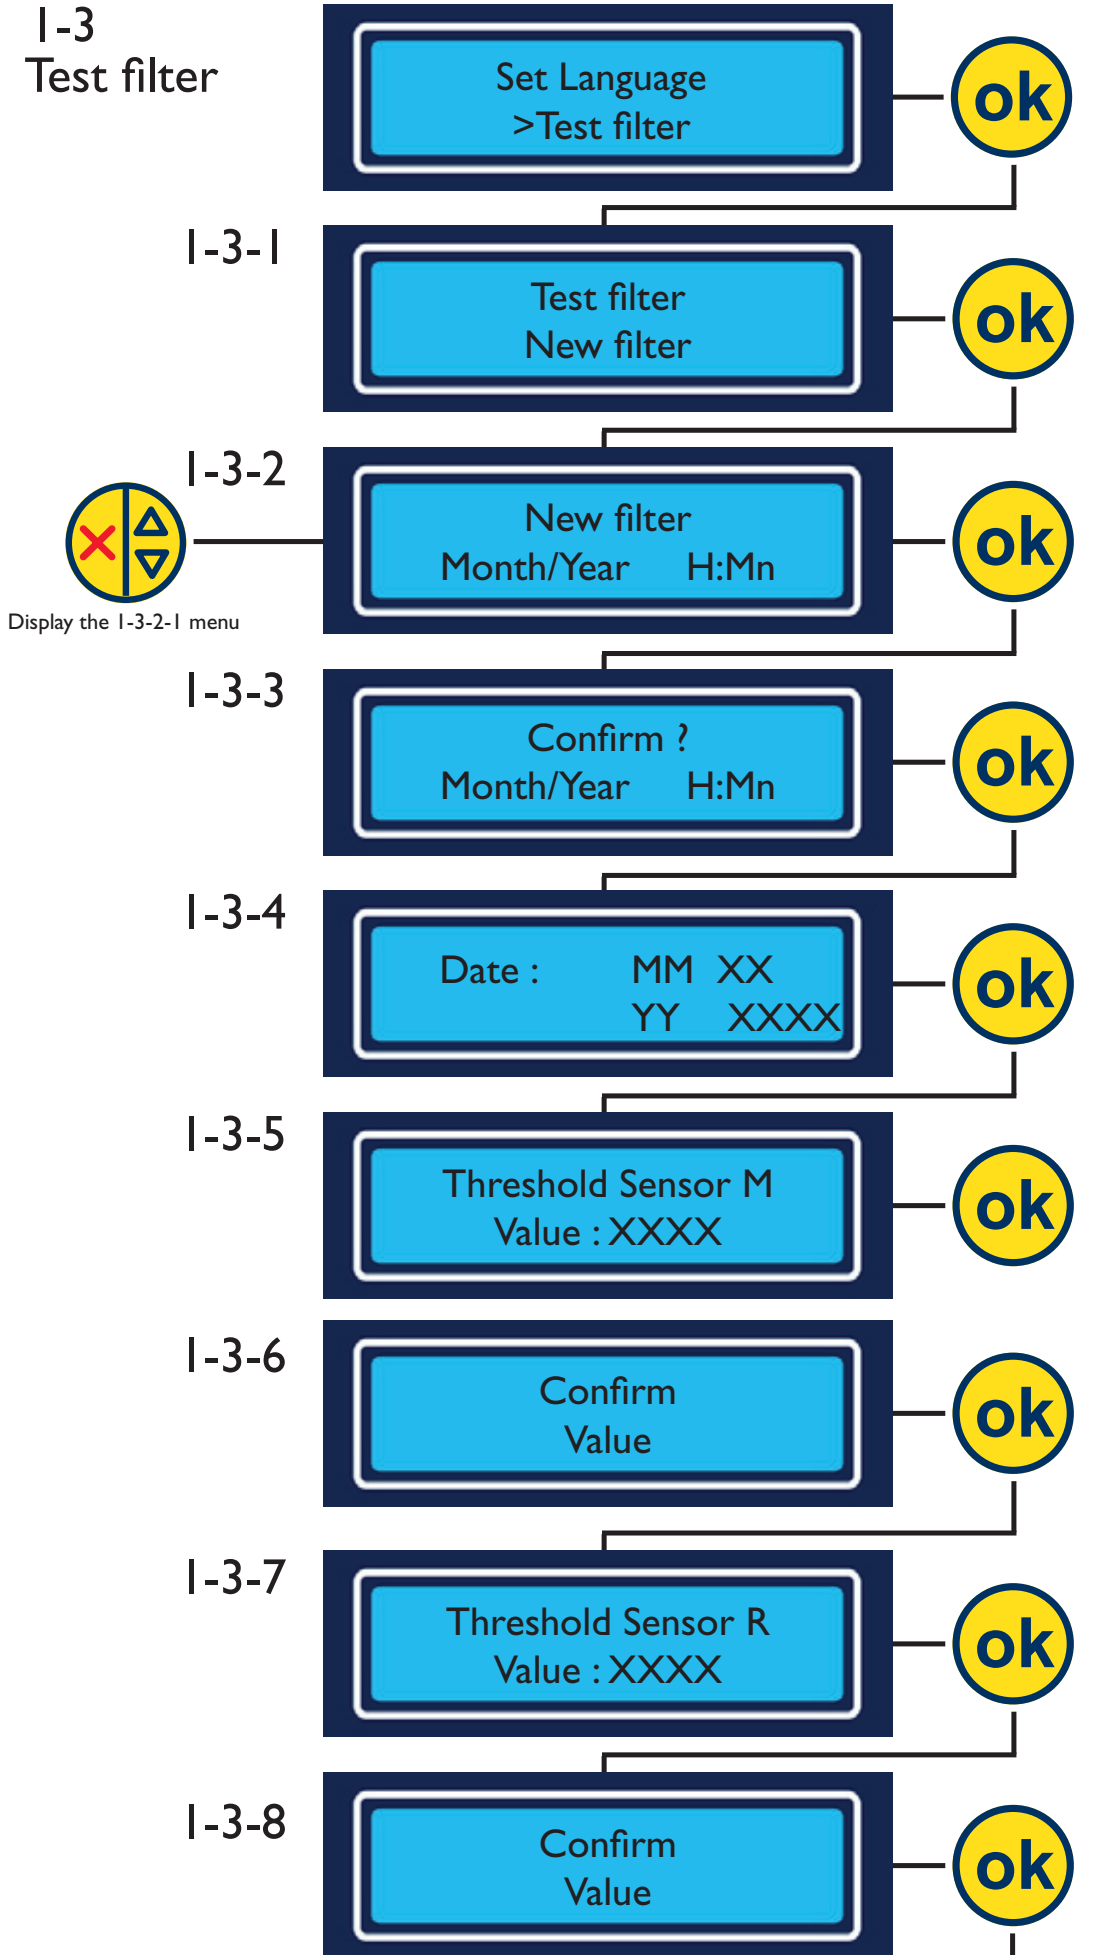 1-3
Test filter
Set Language
>Test filter
ok
1-3-1
Test filter
New filter
ok
1-3-2
New filter
Month/Year H:Mn
ok
Display the 1-3-2-1 menu
1-3-3
Confirm ?
Month/Year H:Mn
ok
1-3-4
Date : MM XX
YY XXXX
ok
1-3-5
Threshold Sensor M
Value : XXXX
ok
1-3-6
Confirm
Value
ok
1-3-7
Threshold Sensor R
Value : XXXX
ok
1-3-8
Confirm
Value
ok